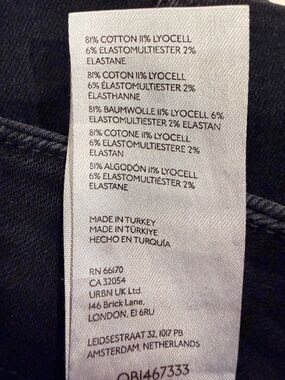 81% COTTON 11% LYOCELL
6% ELASTOMULTIESTER 2%
ELASTANE
81% COTON 11% LYOCELL
6% ÉLASTOMULTIESTER 2%
ÉLASTHANNE
81% BAUMWOLLE 11% LYOCELL 6%
ELASTOMULTIESTER 2% ELASTAN
81% COTONE 11% LYOCELL
6% ELASTOMULTIESTERE 2%
ELASTAN
81% ALGODÓN 11% LYOCELL
6% ELASTOMULTIESTER 2%
ELASTANE
MADE IN TURKEY
MADE IN TÜRKIYE
HECHO EN TURQUÍA
RN 66170
CA 32054
URBN UK Ltd.
146 Brick Lane,
LONDON, E1 6RU
LEIDSESTRAAT 32, 1017 PB
AMSTERDAM, NETHERLANDS
OB1467333